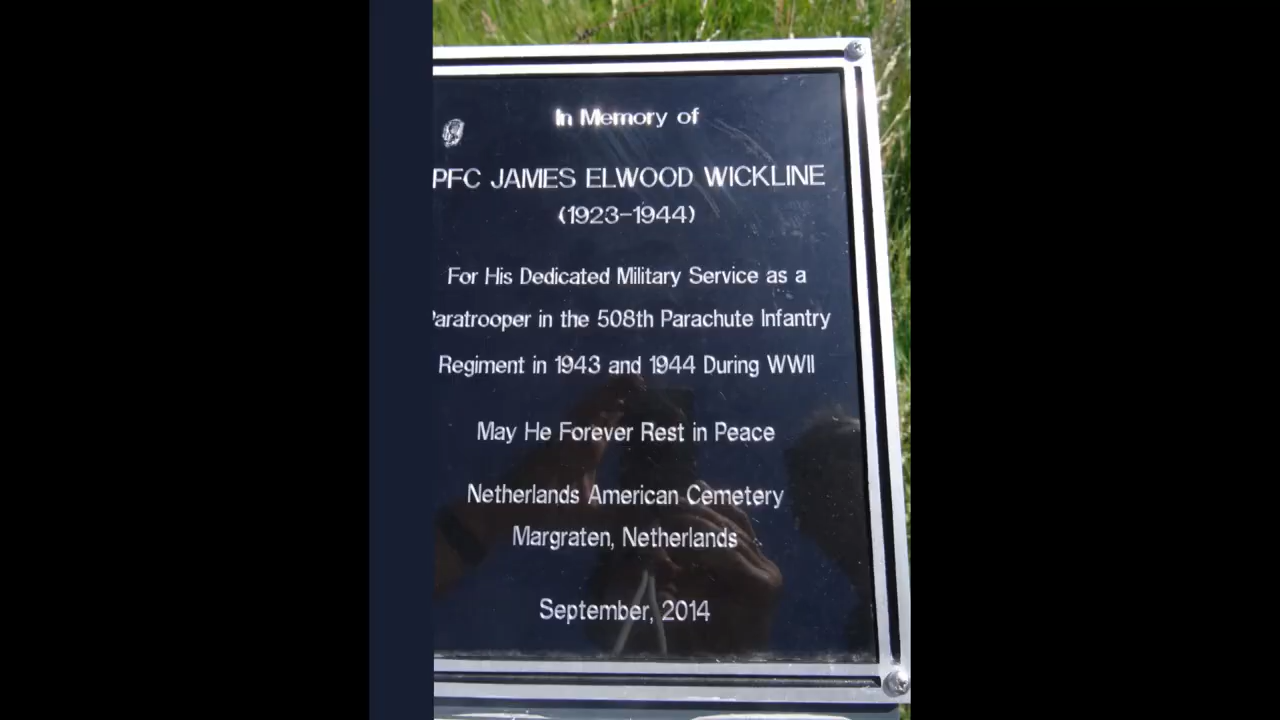 In Memory of
PFC JAMES ELWOOD WICKLINE
(1923-1944)
For His Dedicated Military Service as a
Paratrooper in the 508th Parachute Infantry
Regiment in 1943 and 1944 During WWII
May He Forever Rest in Peace
Netherlands American Cemetery
Margraten, Netherlands
September, 2014